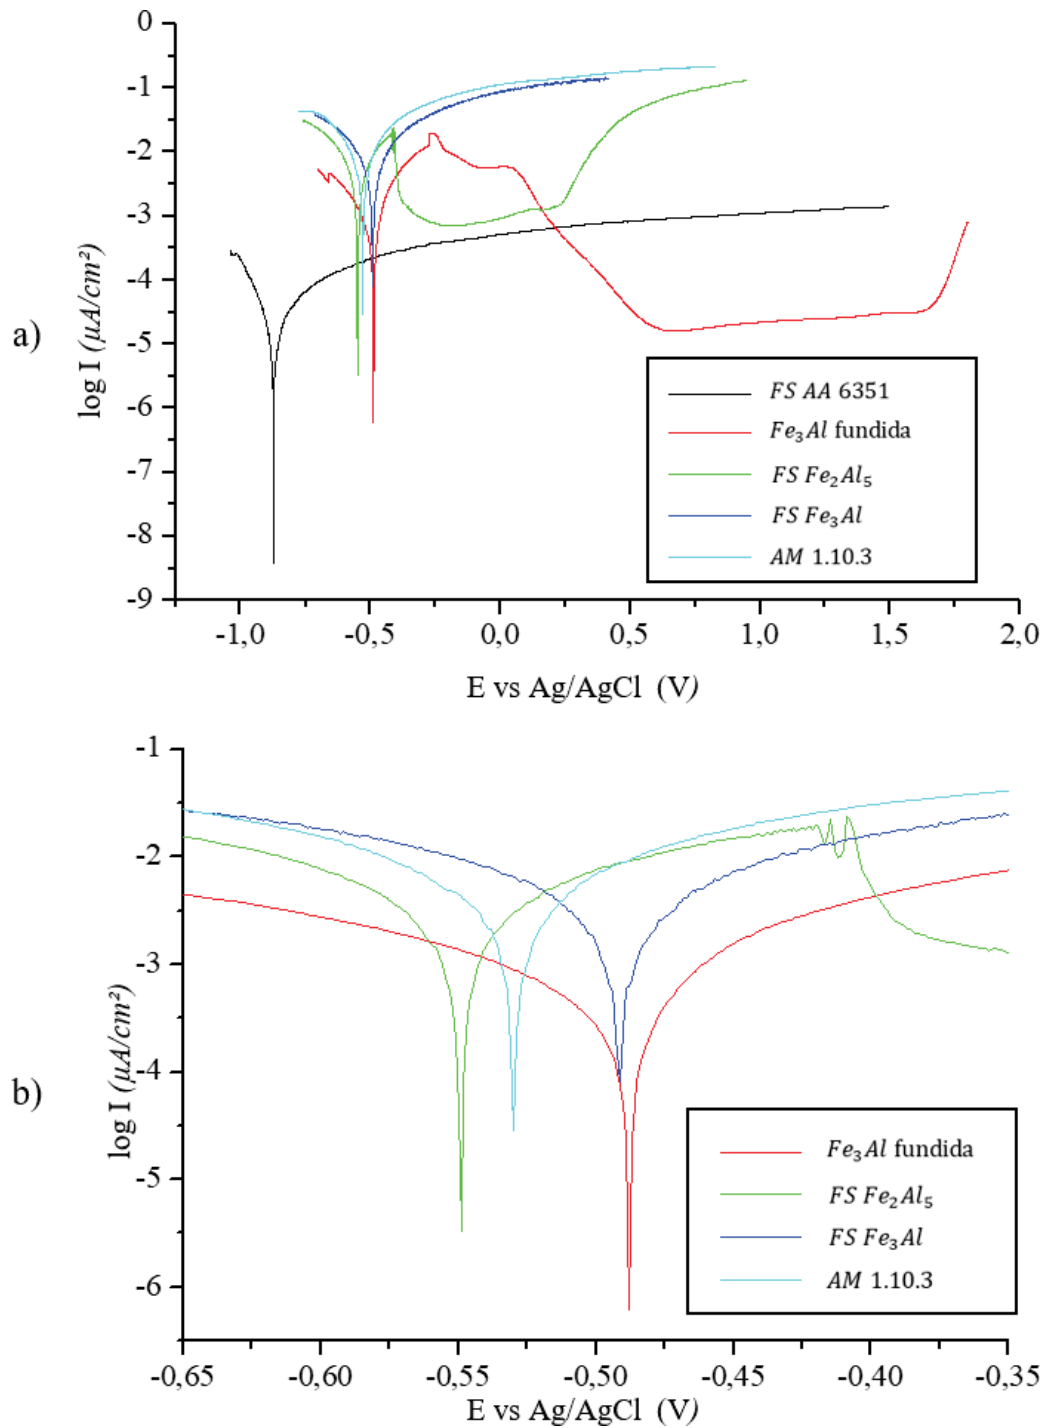 a)
log I (μA/cm²)
0
-1
-2
-3
-4
-5
-6
-7
-8
-9
FS AA 6351
Fe₃Al fundida
FS Fe₂Al₅
FS Fe₃Al
AM 1.10.3
-1,0 -0,5 0,0 0,5 1,0 1,5 2,0
E vs Ag/AgCl (V)
b)
log I (μA/cm²)
-1
-2
-3
-4
-5
-6
Fe₃Al fundida
FS Fe₂Al₅
FS Fe₃Al
AM 1.10.3
-0,65 -0,60 -0,55 -0,50 -0,45 -0,40 -0,35
E vs Ag/AgCl (V)